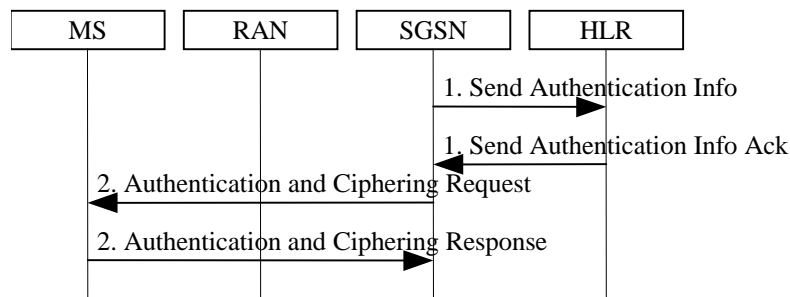 MS
RAN
SGSN
HLR
1. Send Authentication Info
1. Send Authentication Info Ack
2. Authentication and Ciphering Request
2. Authentication and Ciphering Response